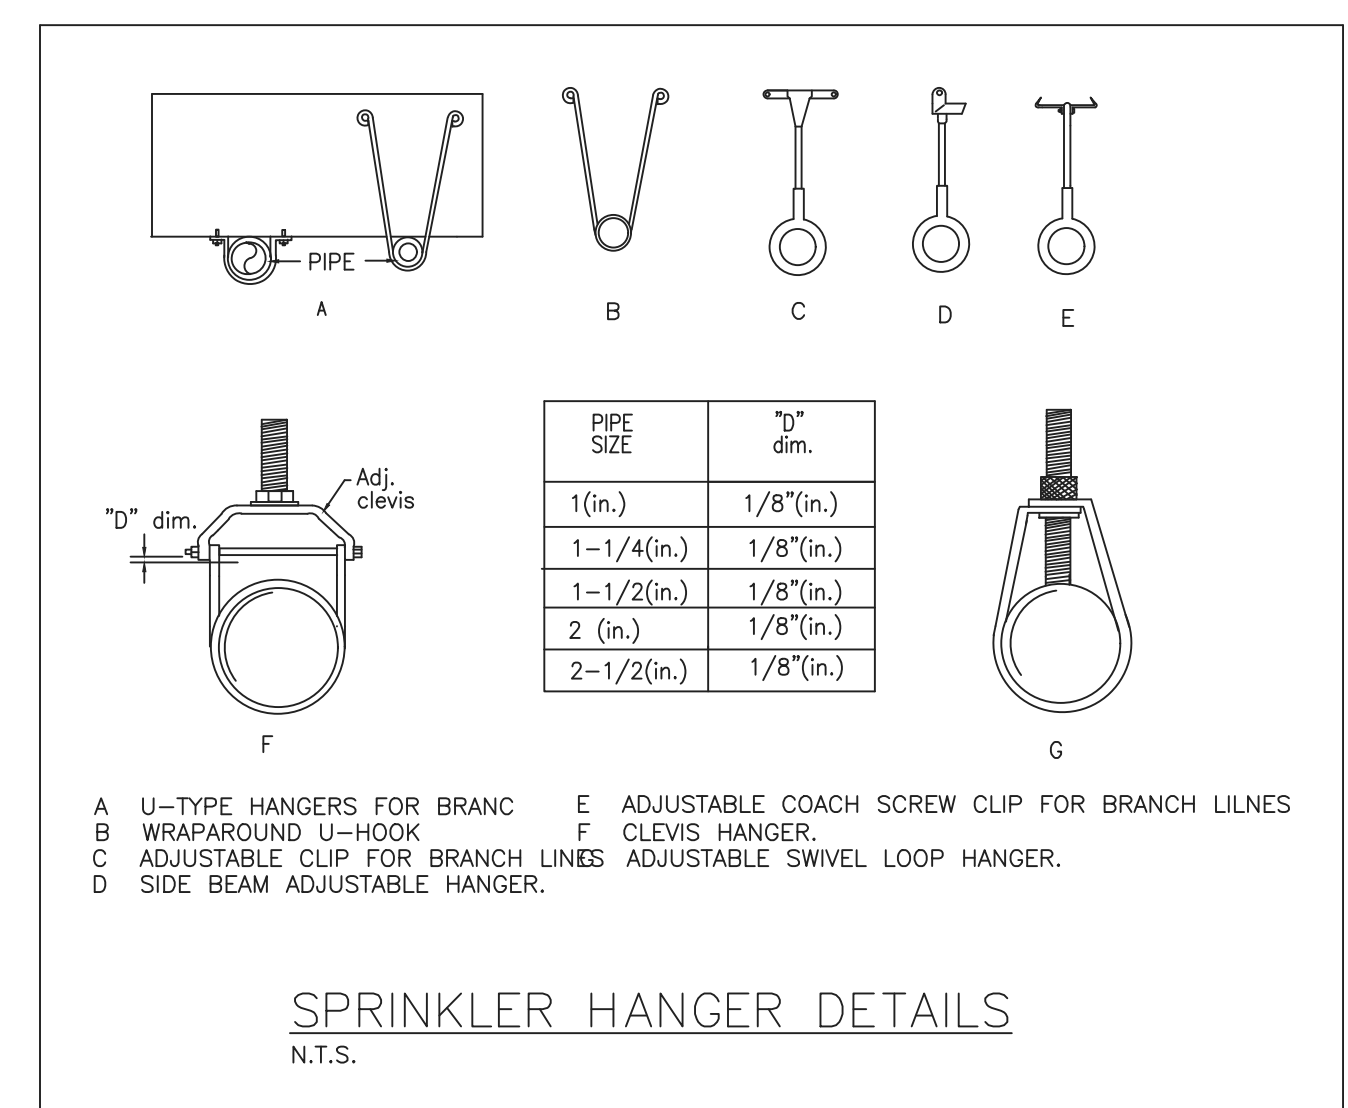 PIPE
A
B
C
D
E
Adj.
clevis
"D" dim.
F
PIPE
SIZE
"D"
dim.
1(in.) 1/8"(in.)
1-1/4(in.) 1/8"(in.)
1-1/2(in.) 1/8"(in.)
2 (in.) 1/8"(in.)
2-1/2(in.) 1/8"(in.)
G
A U-TYPE HANGERS FOR BRANC
B WRAPAROUND U-HOOK
C ADJUSTABLE CLIP FOR BRANCH LINES
D SIDE BEAM ADJUSTABLE HANGER.
E ADJUSTABLE COACH SCREW CLIP FOR BRANCH LILNES
F CLEVIS HANGER.
G ADJUSTABLE SWIVEL LOOP HANGER.
SPRINKLER HANGER DETAILS
N.T.S.